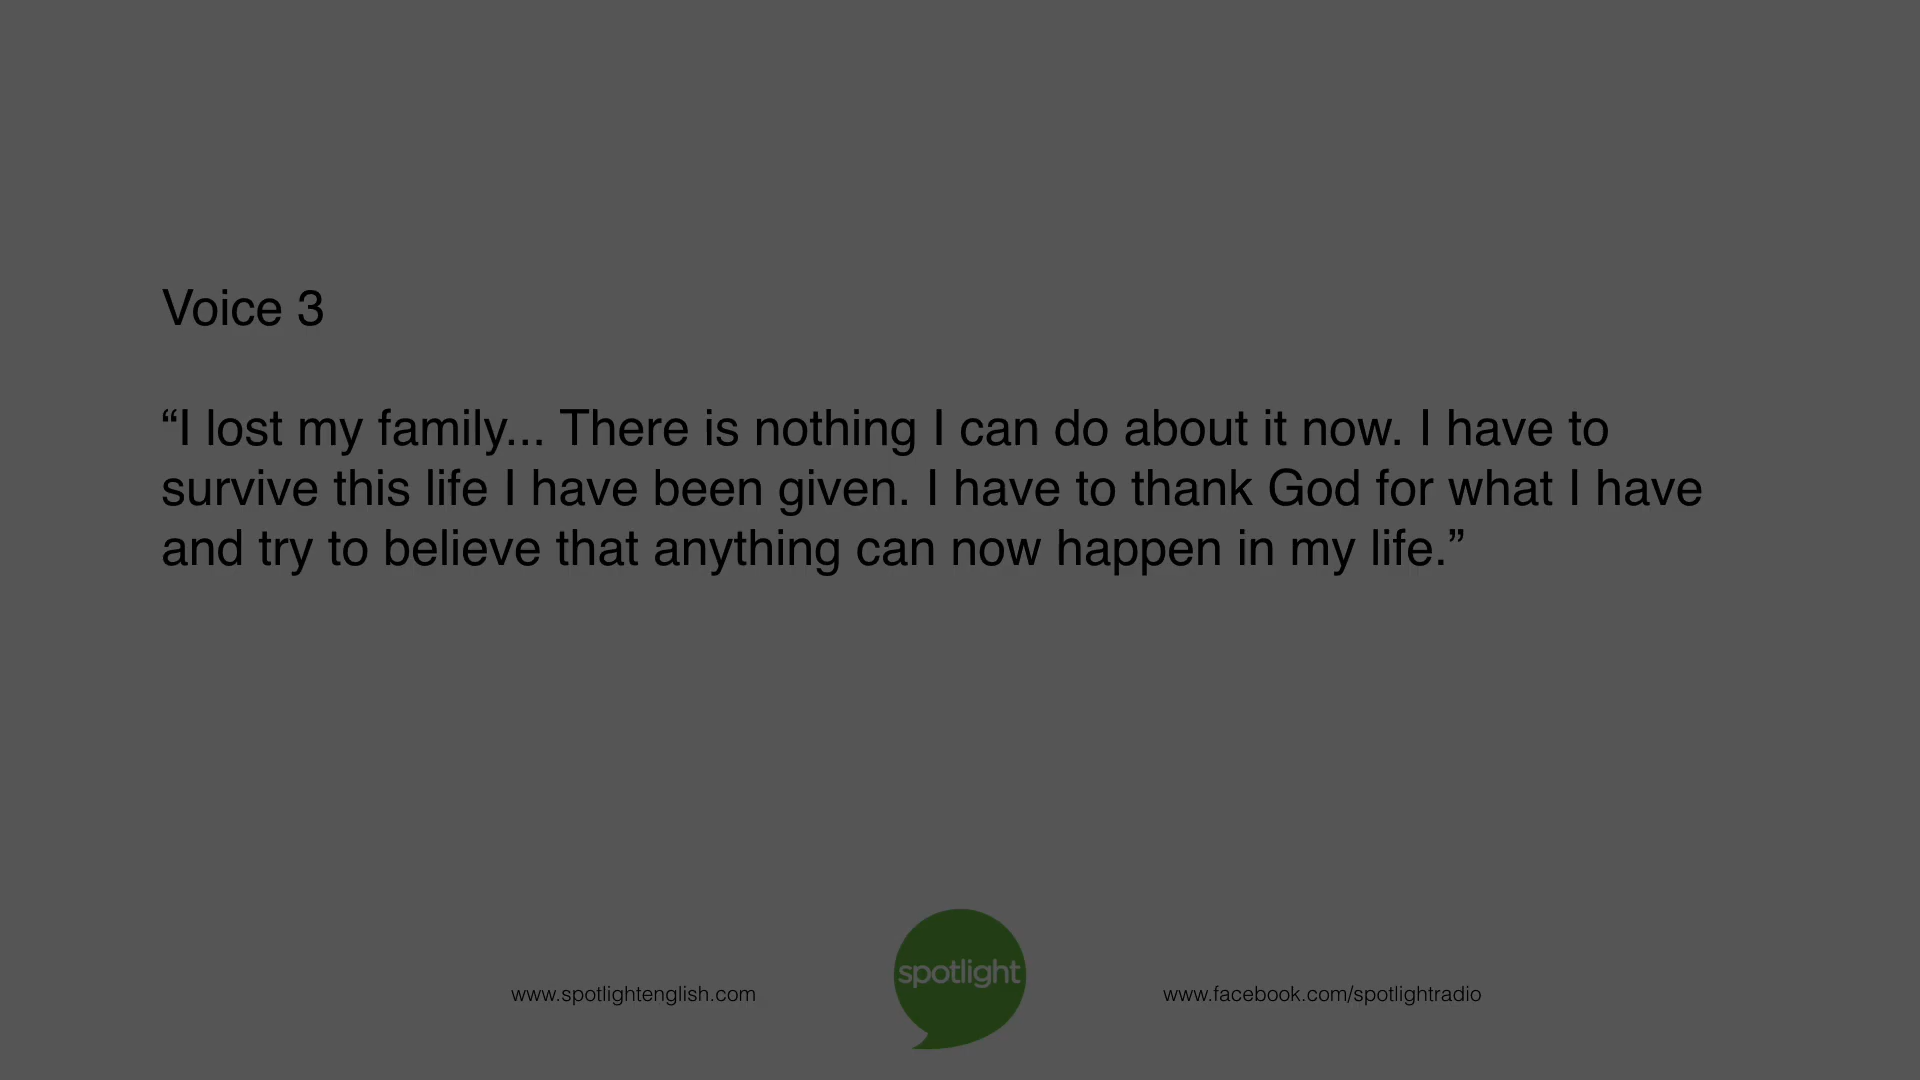 Voice 3
“I lost my family... There is nothing I can do about it now. I have to
survive this life I have been given. I have to thank God for what I have
and try to believe that anything can now happen in my life.”
spotlight
www.spotlightenglish.com
www.facebook.com/spotlightradio